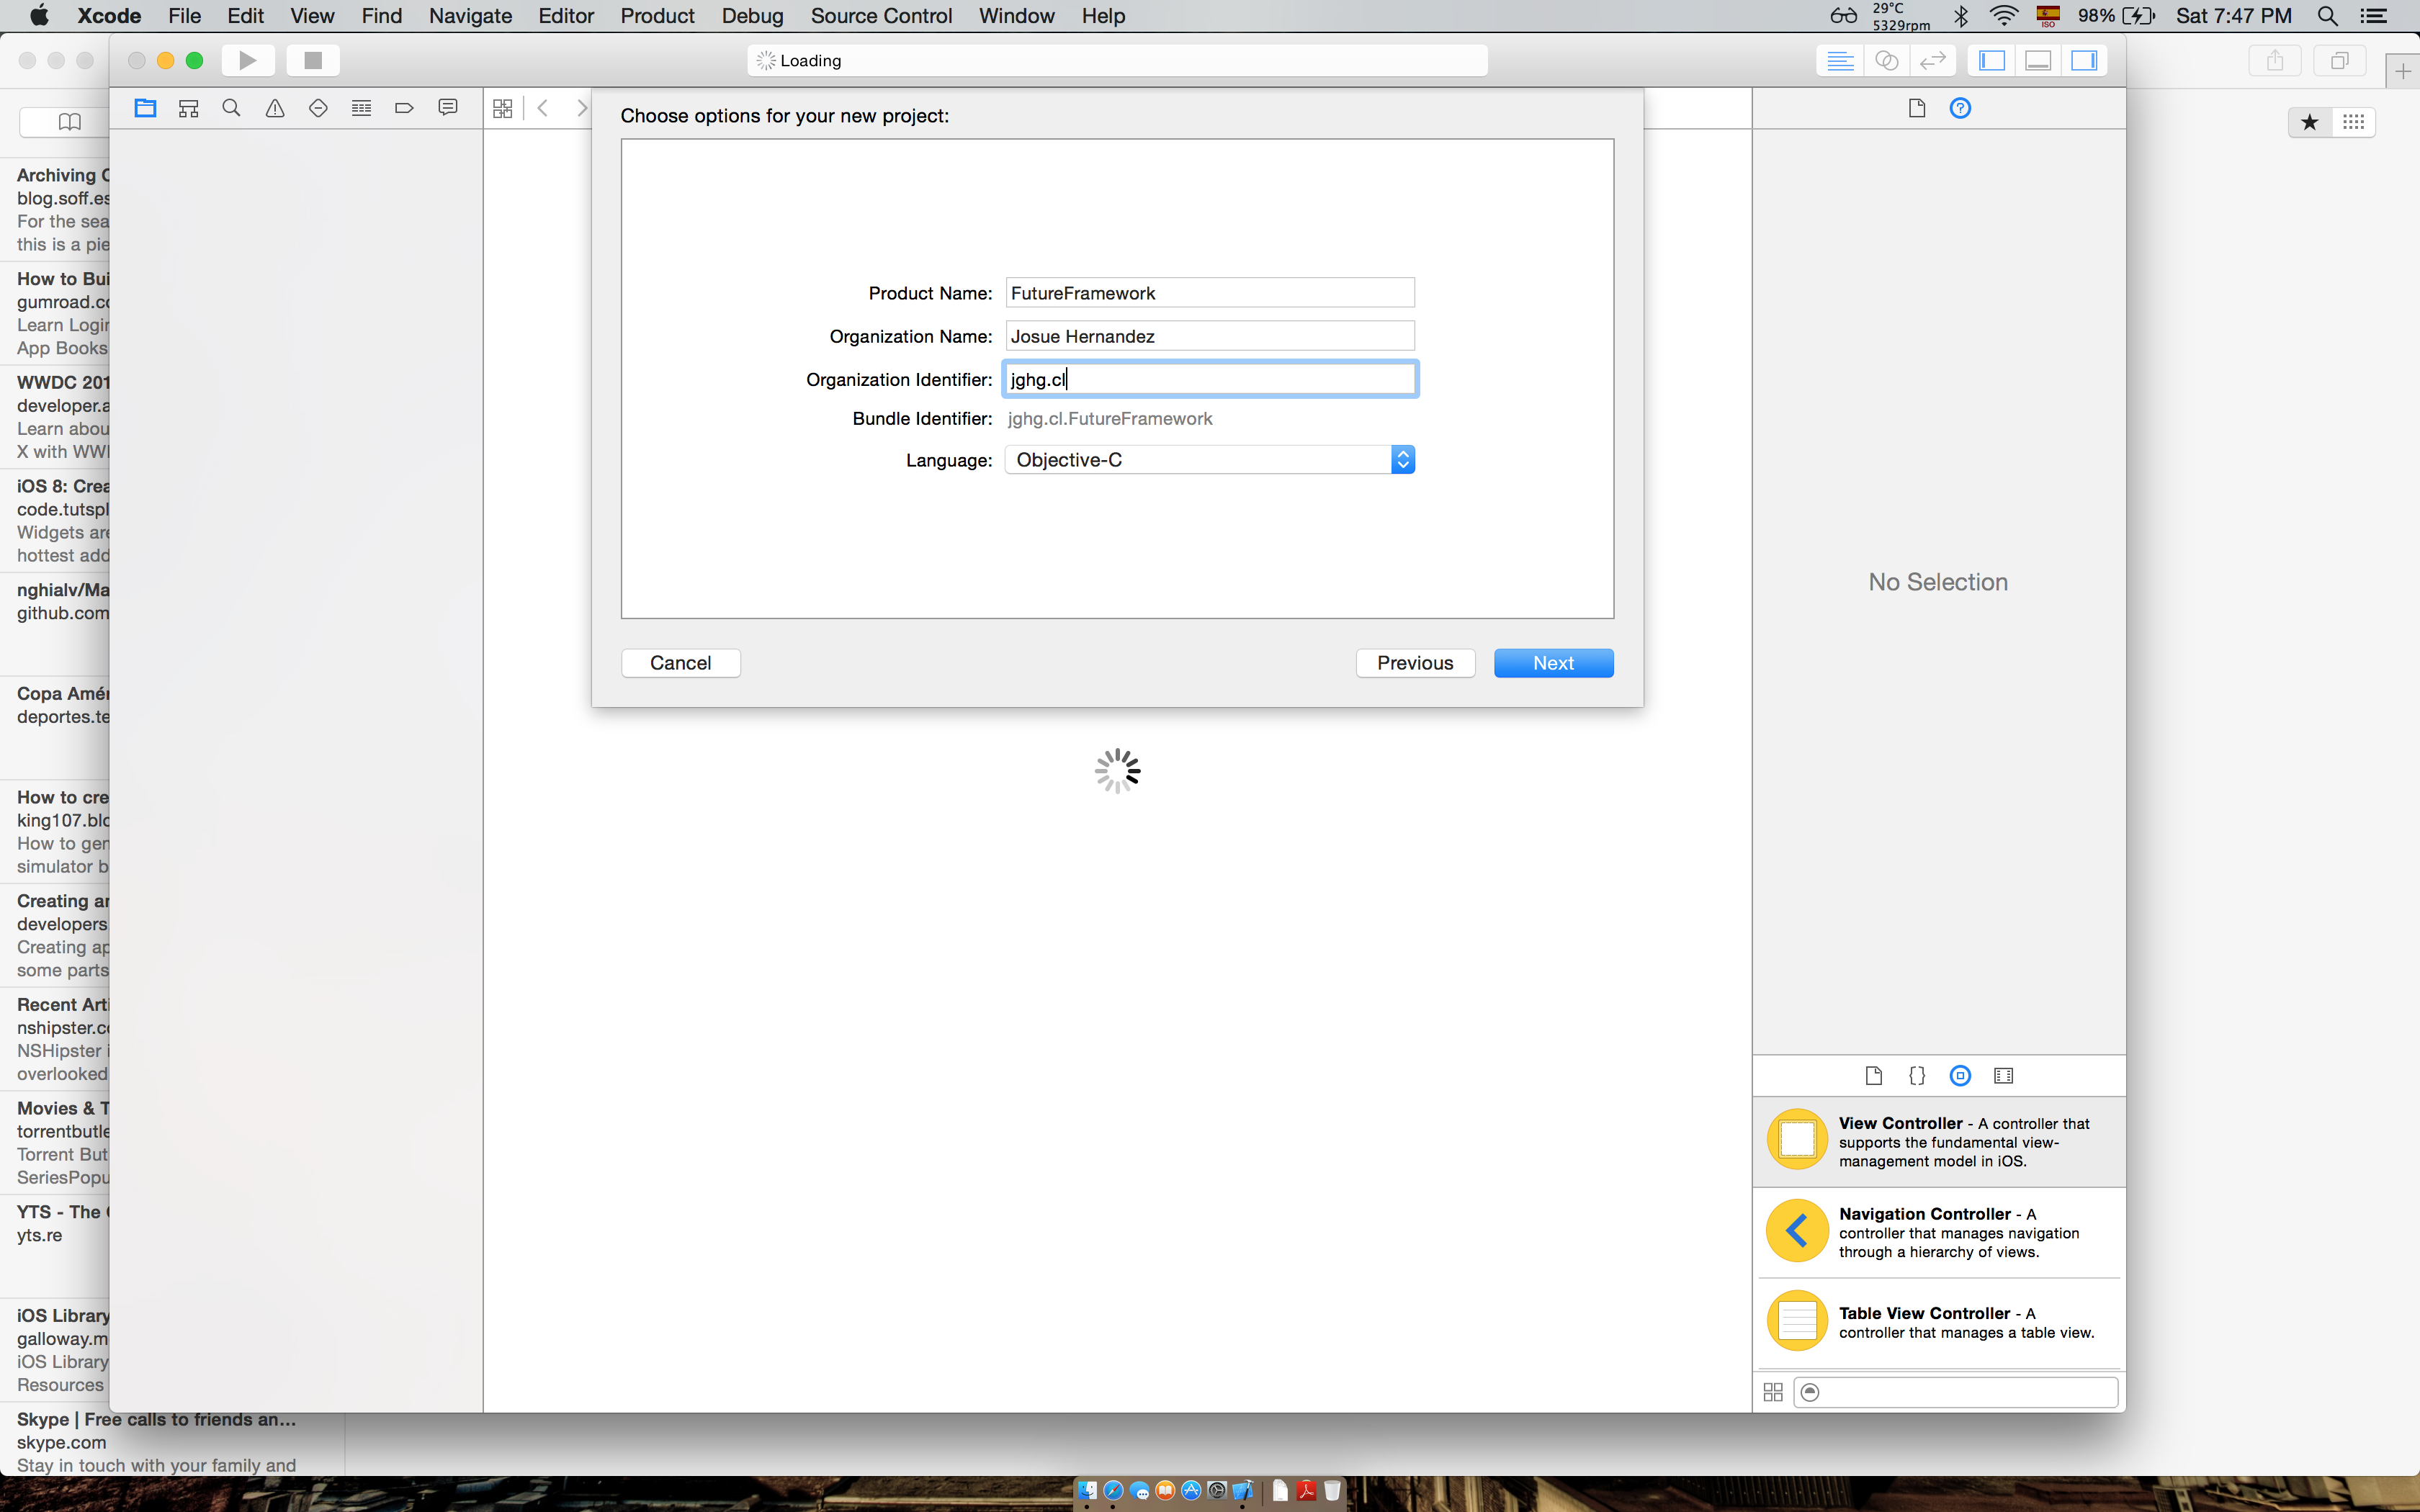 Xcode File Edit View Find Navigate Editor Product Debug Source Control Window Help
29°C
5329rpm
ISO
98%
Sat 7:47 PM
Loading
Choose options for your new project:
Product Name: FutureFramework
Organization Name: Josue Hernandez
Organization Identifier: jghg.cl
Bundle Identifier: jghg.cl.FutureFramework
Language: Objective-C
Cancel
Previous
Next
Archiving
blog.soff.es
For the sea
this is a pie
How to Bui
gumroad.co
Learn Login
App Books
WWDC 201
developer.a
Learn abou
X with WW
iOS 8: Crea
code.tutspl
Widgets are
hottest add
nghialv/Ma
github.com
Copa Amér
deportes.te
How to cre
king107.blo
How to gen
simulator b
Creating an
developers
Creating ap
some parts
Recent Arti
nshipster.co
NSHipster i
overlooked
Movies & T
torrentbutle
Torrent But
SeriesPopu
YTS - The
yts.re
iOS Library
galloway.m
iOS Library
Resources
Skype | Free calls to friends an...
skype.com
Stay in touch with your family and
No Selection
View Controller - A controller that
supports the fundamental view-
management model in iOS.
Navigation Controller - A
controller that manages navigation
through a hierarchy of views.
Table View Controller - A
controller that manages a table view.